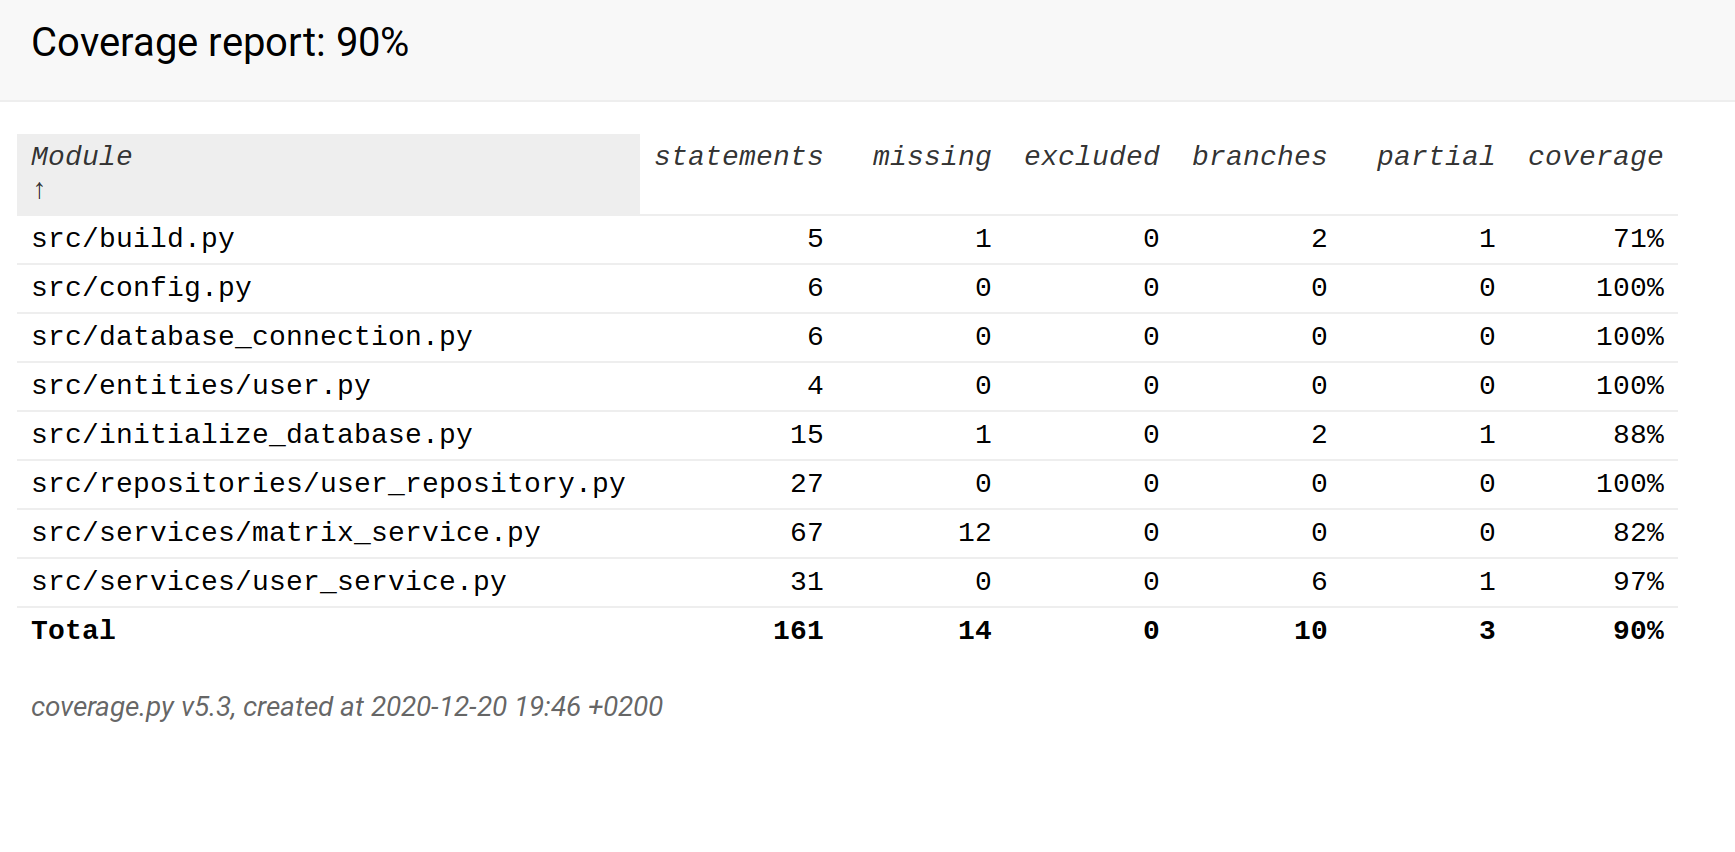 Coverage report: 90%
Module statements missing excluded branches partial coverage
↑
src/build.py 5 1 0 2 1 71%
src/config.py 6 0 0 0 0 100%
src/database_connection.py 6 0 0 0 0 100%
src/entities/user.py 4 0 0 0 0 100%
src/initialize_database.py 15 1 0 2 1 88%
src/repositories/user_repository.py 27 0 0 0 0 100%
src/services/matrix_service.py 67 12 0 0 0 82%
src/services/user_service.py 31 0 0 6 1 97%
Total 161 14 0 10 3 90%
coverage.py v5.3, created at 2020-12-20 19:46 +0200